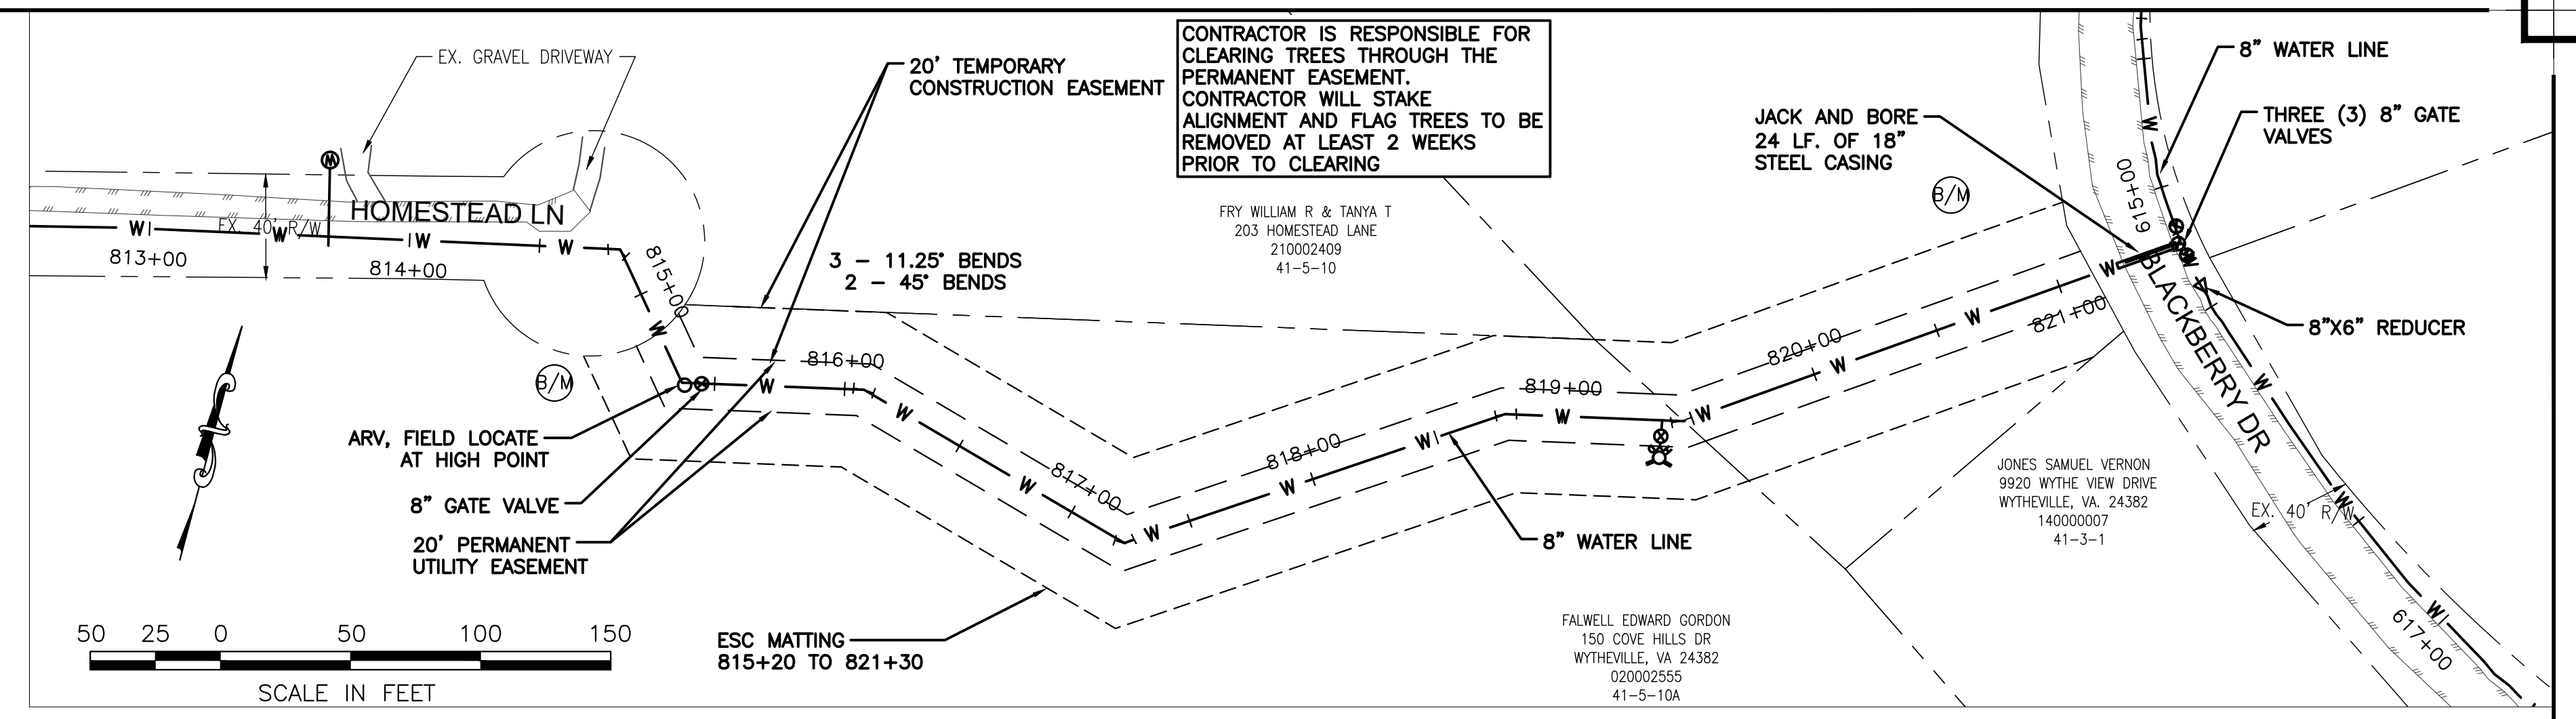 EX. GRAVEL DRIVEWAY
20' TEMPORARY
CONSTRUCTION EASEMENT
CONTRACTOR IS RESPONSIBLE FOR
CLEARING TREES THROUGH THE
PERMANENT EASEMENT.
CONTRACTOR WILL STAKE
ALIGNMENT AND FLAG TREES TO BE
REMOVED AT LEAST 2 WEEKS
PRIOR TO CLEARING
8" WATER LINE
JACK AND BORE
24 LF. OF 18"
STEEL CASING
THREE (3) 8" GATE
VALVES
M
HOMESTEAD LN
EX. 40' R/W
W
W
W
W
813+00
814+00
815+00
W
3 - 11.25° BENDS
2 - 45° BENDS
FRY WILLIAM R & TANYA T
203 HOMESTEAD LANE
210002409
41-5-10
B/M
W
615+00
W
W
BLACKBERRY DR
8"X6" REDUCER
B/M
816+00
W
W
W
817+00
W
818+00
W
W
819+00
W
W
820+00
W
W
821+00
W
W
W
ARV, FIELD LOCATE
AT HIGH POINT
8" GATE VALVE
20' PERMANENT
UTILITY EASEMENT
8" WATER LINE
JONES SAMUEL VERNON
9920 WYTHE VIEW DRIVE
WYTHEVILLE, VA. 24382
140000007
41-3-1
EX. 40' R/W
617+00
ESC MATTING
815+20 TO 821+30
FALWELL EDWARD GORDON
150 COVE HILLS DR
WYTHEVILLE, VA 24382
020002555
41-5-10A
50 25 0 50 100 150
SCALE IN FEET